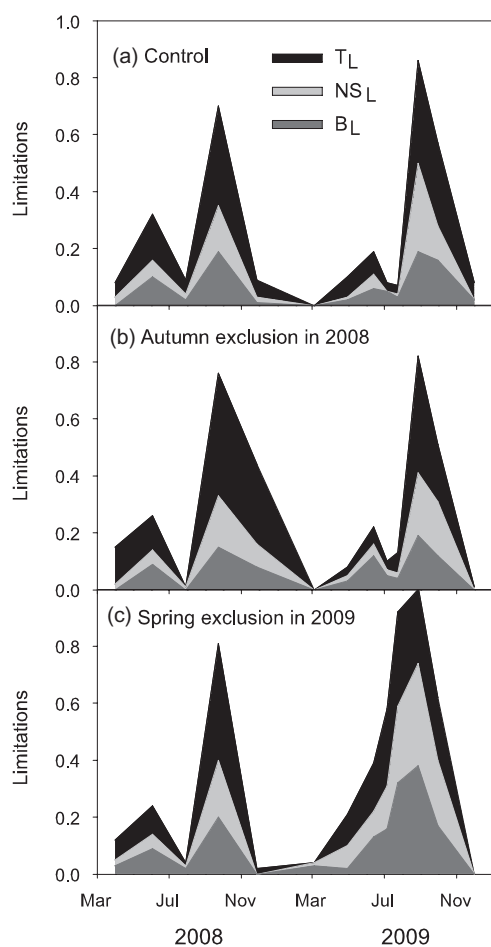 1.0
(a) Control
T L
0.8
NS L
0.6
B L
Limitations
0.4
0.2
0.0
(b) Autumn exclusion in 2008
0.8
0.6
Limitations
0.4
0.2
0.0
(c) Spring exclusion in 2009
0.8
0.6
Limitations
0.4
0.2
0.0
Mar Jul Nov Mar Jul Nov
2008 2009